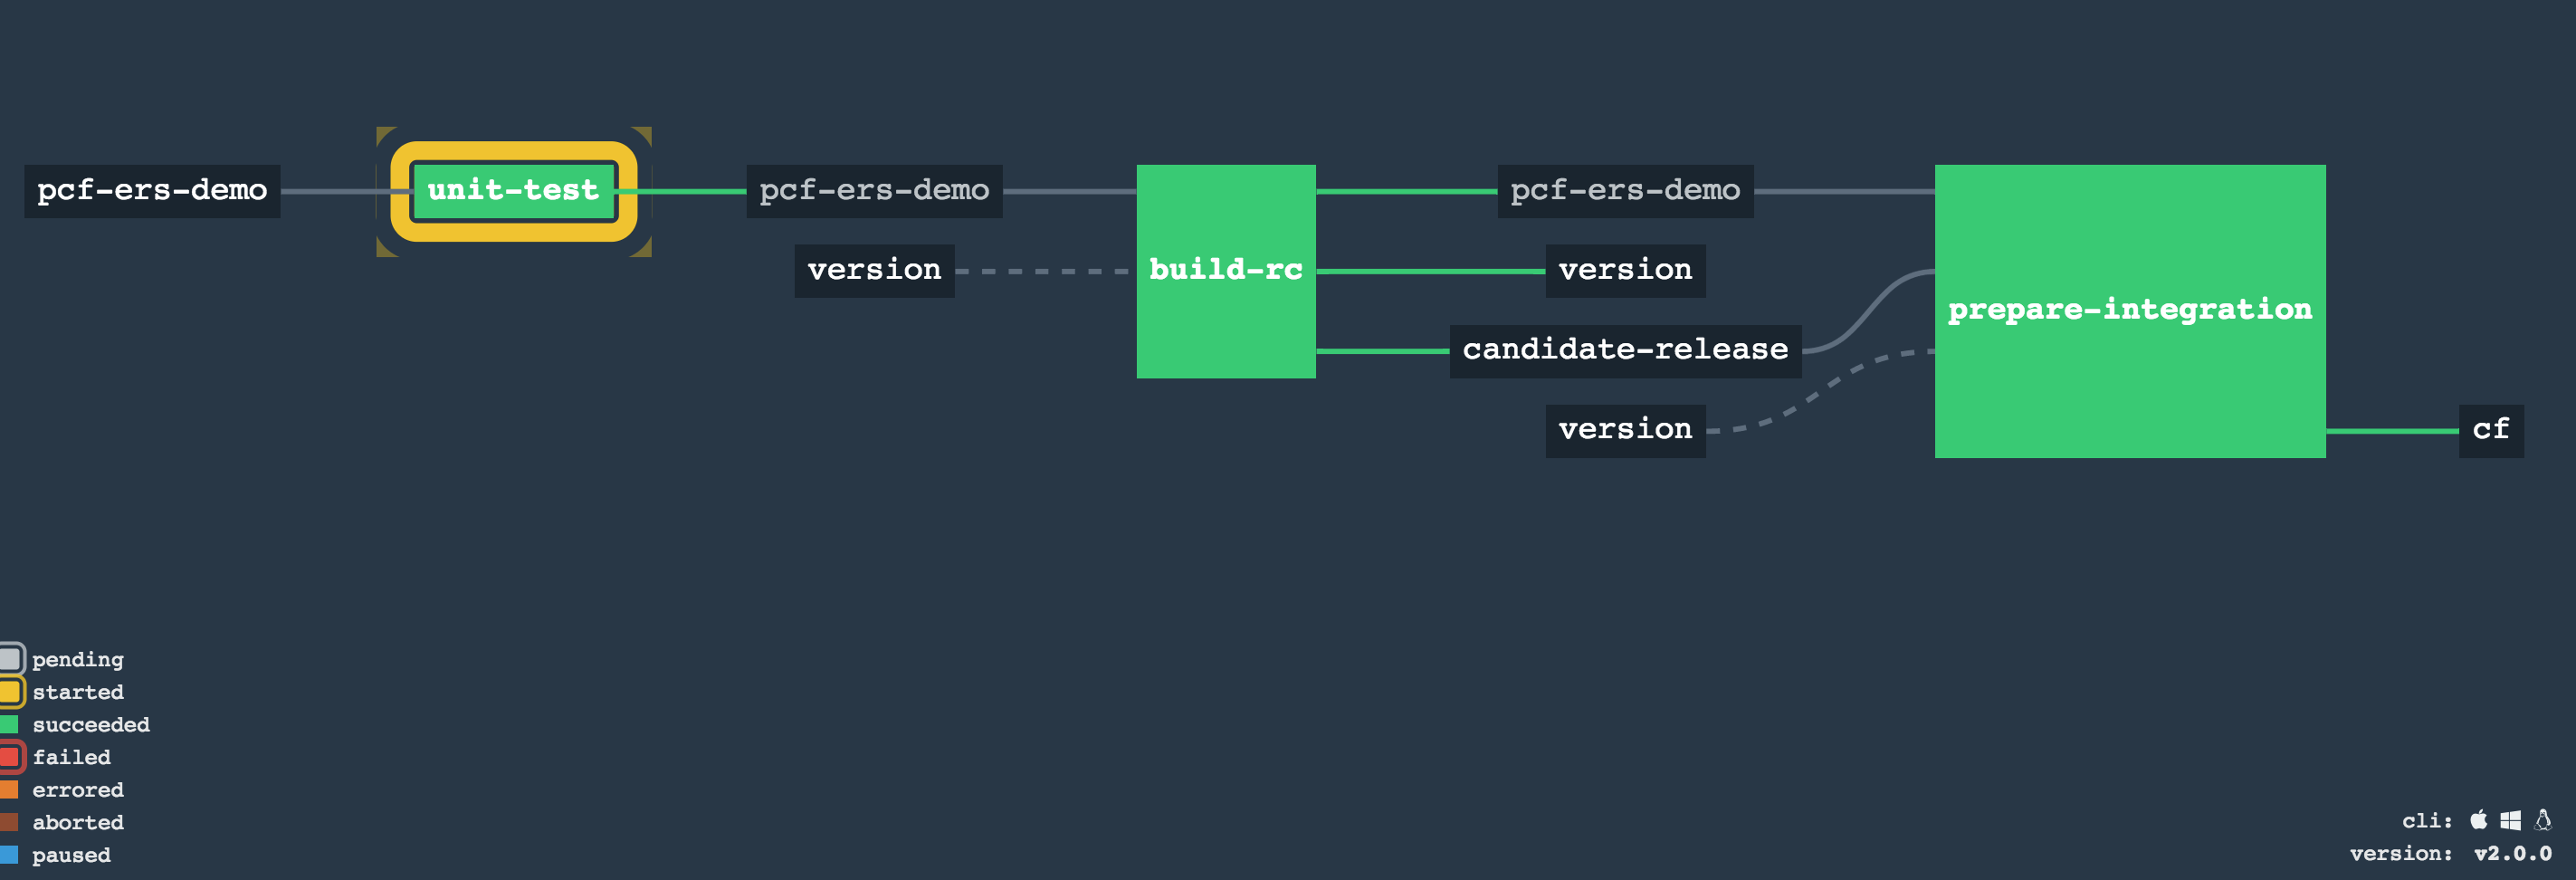 pcf-ers-demo
unit-test
pcf-ers-demo
version
build-rc
pcf-ers-demo
version
candidate-release
version
prepare-integration
cf
pending
started
succeeded
failed
errored
aborted
paused
cli:
version: v2.0.0